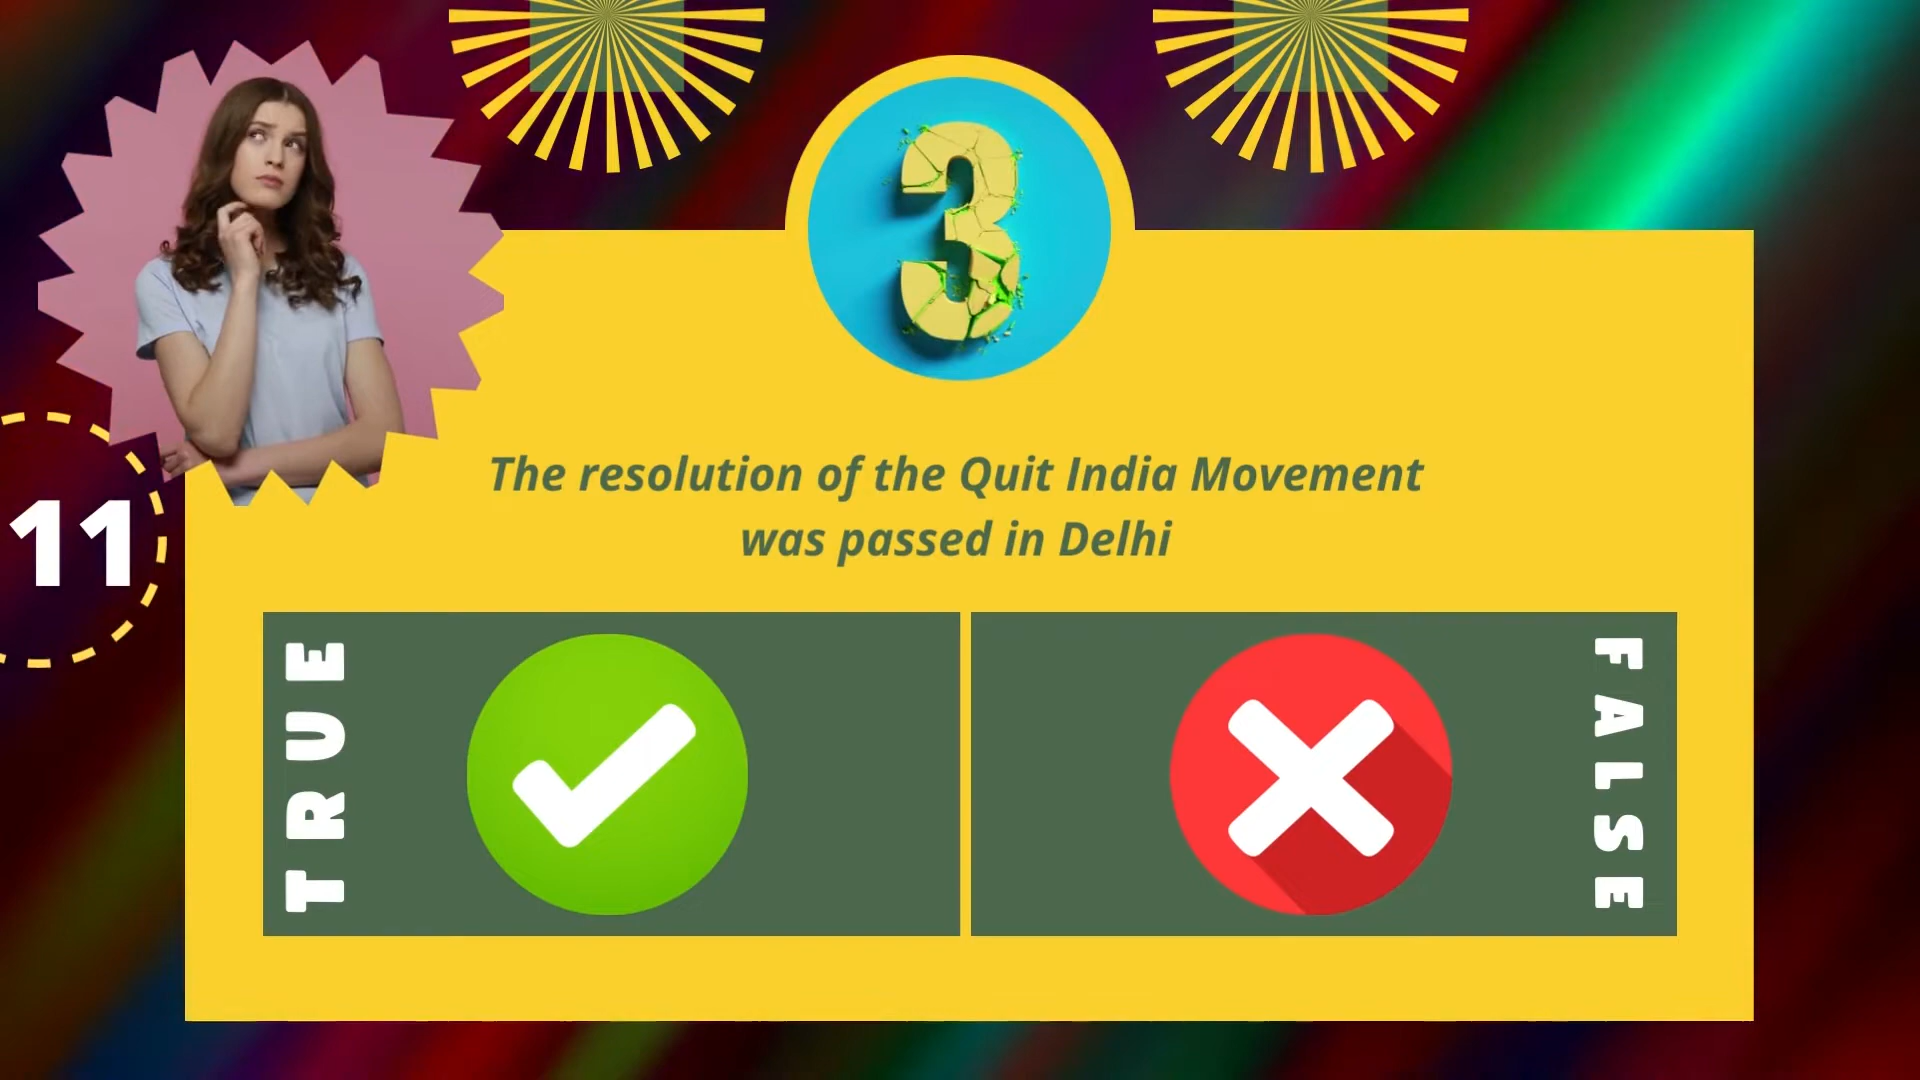 3
The resolution of the Quit India Movement
was passed in Delhi
11
TRUE
FALSE